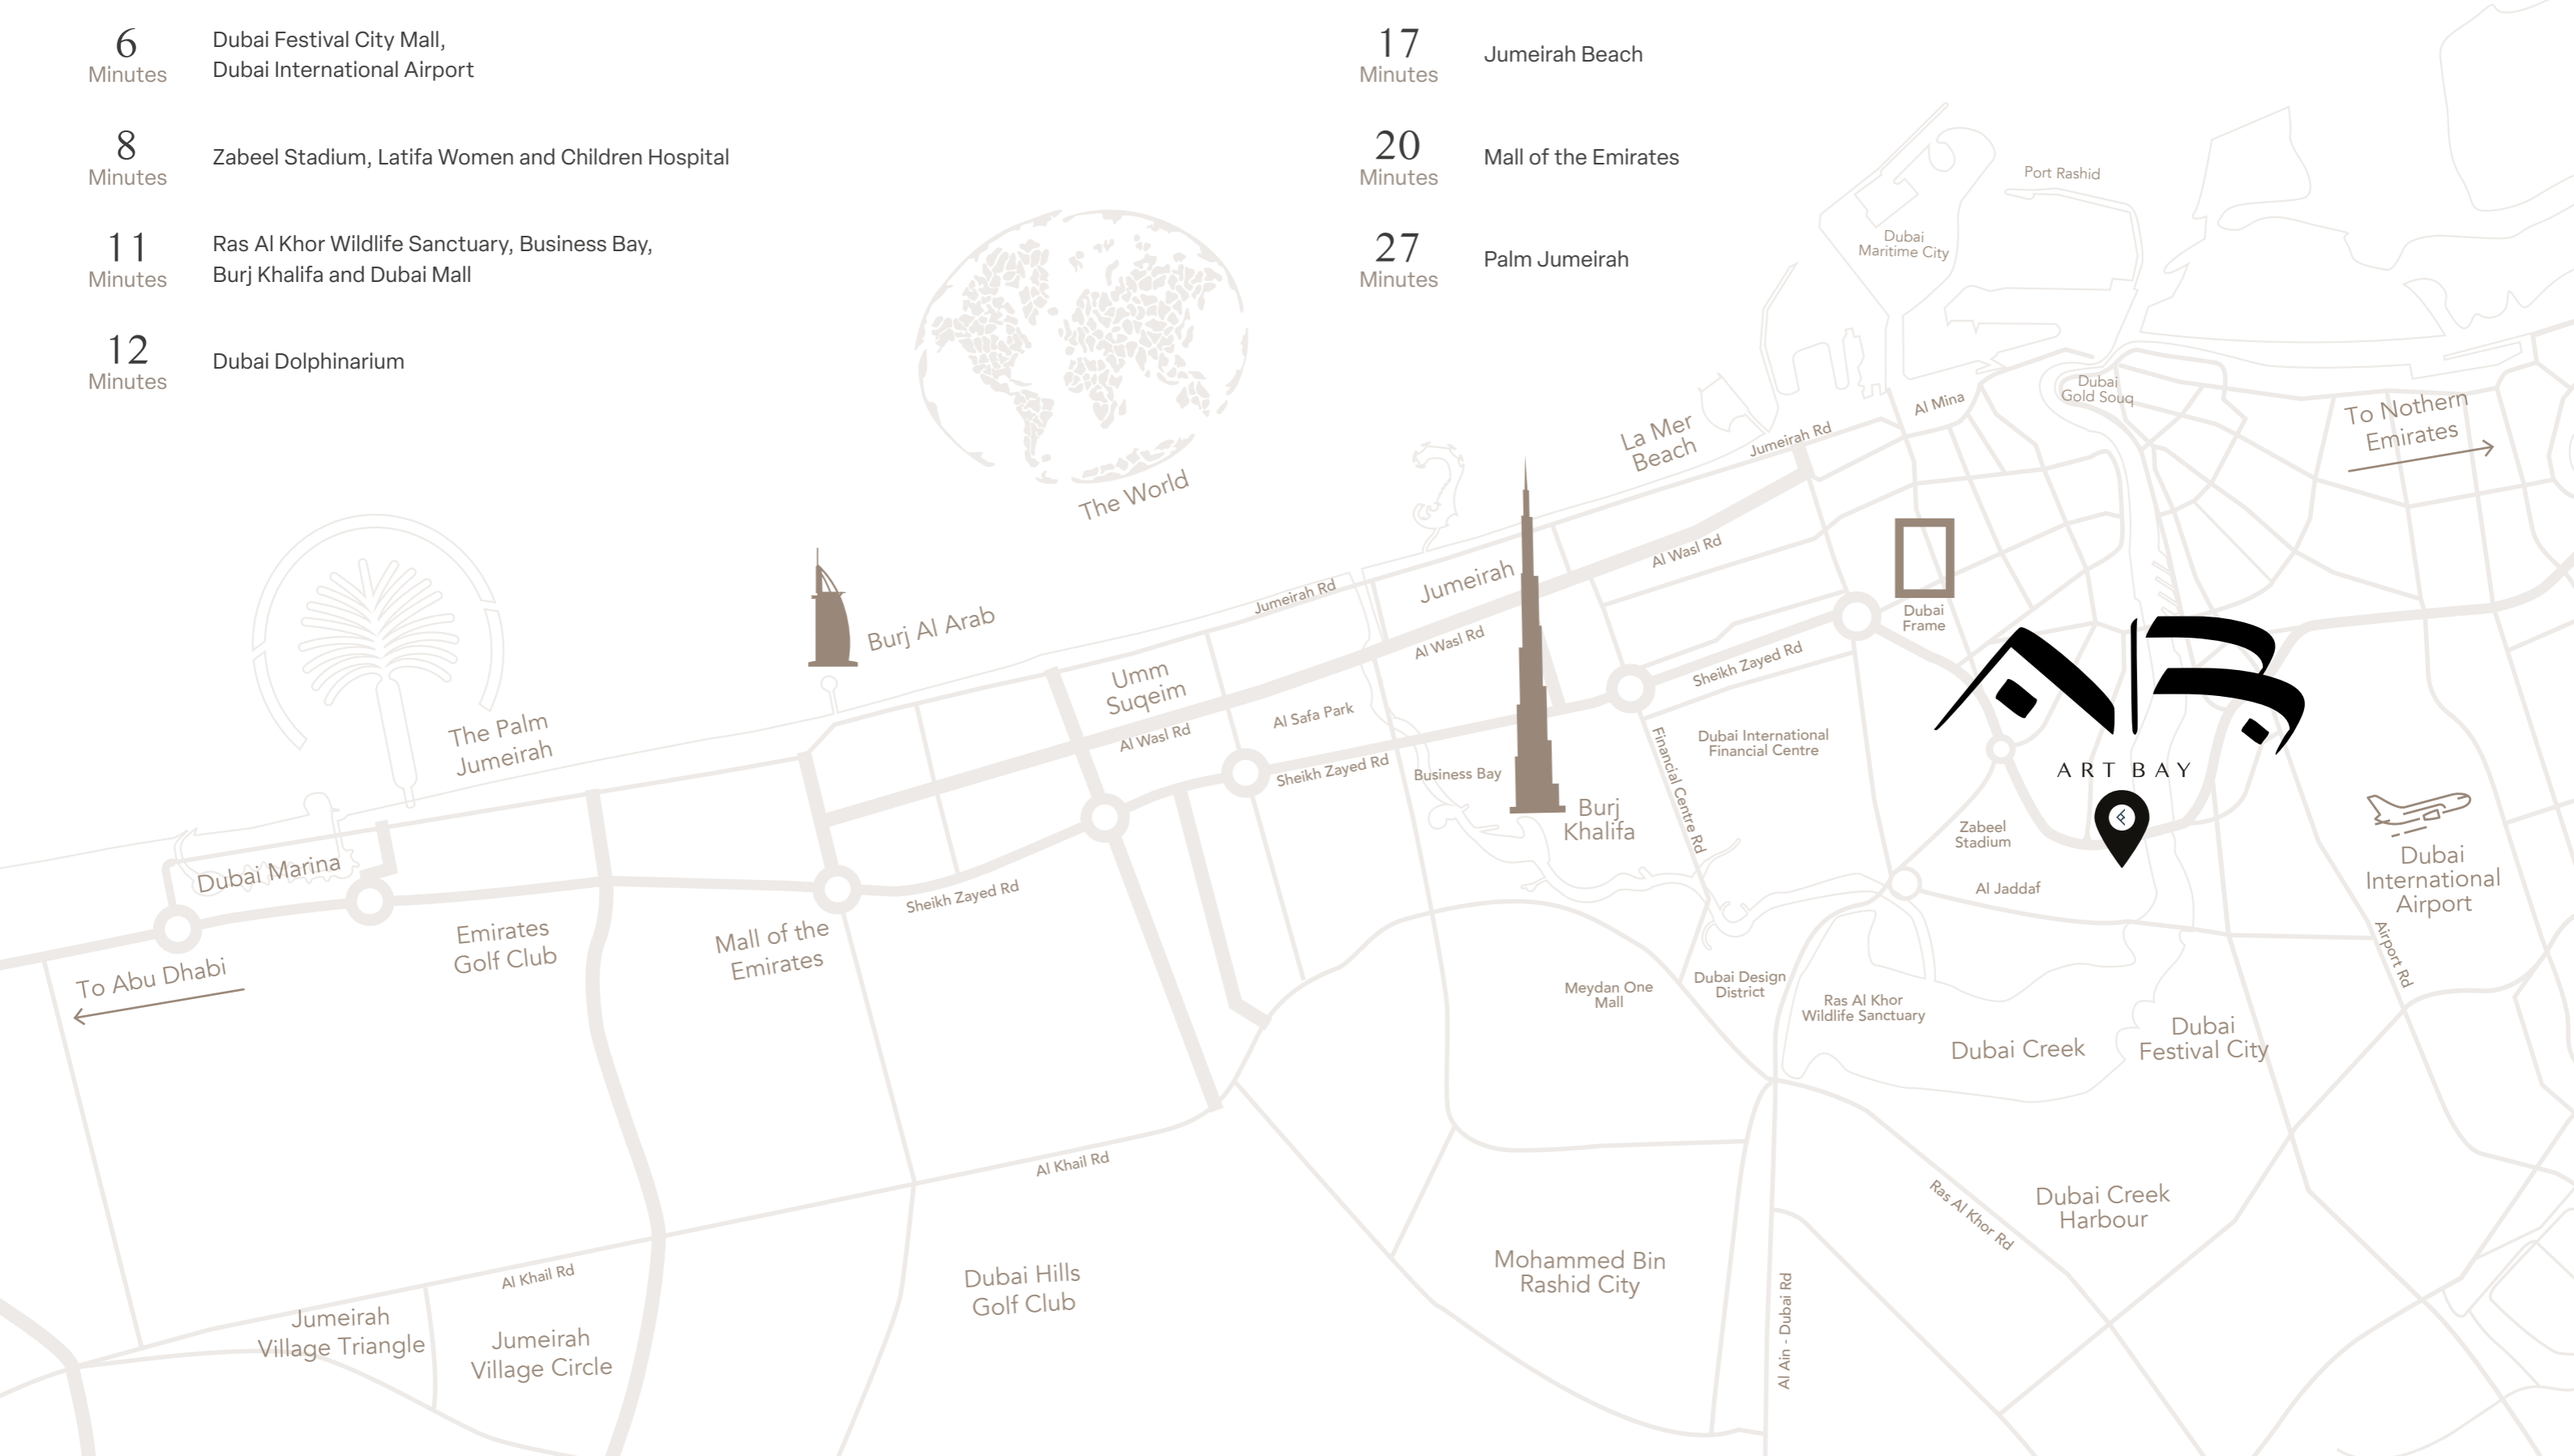 6
Minutes
Dubai Festival City Mall,
Dubai International Airport
8
Minutes
Zabeel Stadium, Latifa Women and Children Hospital
11
Minutes
Ras Al Khor Wildlife Sanctuary, Business Bay,
Burj Khalifa and Dubai Mall
12
Minutes
Dubai Dolphinarium
17
Minutes
Jumeirah Beach
20
Minutes
Mall of the Emirates
27
Minutes
Palm Jumeirah
Port Rashid
Dubai
Maritime City
Dubai
Gold Souq
Al Mina
To Nothern
Emirates
La Mer
Beach
Jumeirah Rd
The World
Al Wasl Rd
Jumeirah
Jumeirah Rd
Dubai
Frame
Burj Al Arab
Umm
Suqeim
Al Wasl Rd
Sheikh Zayed Rd
Al Safa Park
Al Wasl Rd
The Palm
Jumeirah
Sheikh Zayed Rd
Business Bay
Financial Centre Rd
Dubai International
Financial Centre
ART BAY
Burj
Khalifa
Zabeel
Stadium
Dubai
International
Airport
Dubai Marina
Sheikh Zayed Rd
Al Jaddaf
Airport Rd
Emirates
Golf Club
Mall of the
Emirates
To Abu Dhabi
Meydan One
Mall
Dubai Design
District
Ras Al Khor
Wildlife Sanctuary
Dubai Creek
Dubai
Festival City
Al Khail Rd
Ras Al Khor Rd
Dubai Creek
Harbour
Al Khail Rd
Dubai Hills
Golf Club
Mohammed Bin
Rashid City
Al Ain - Dubai Rd
Jumeirah
Village Triangle
Jumeirah
Village Circle